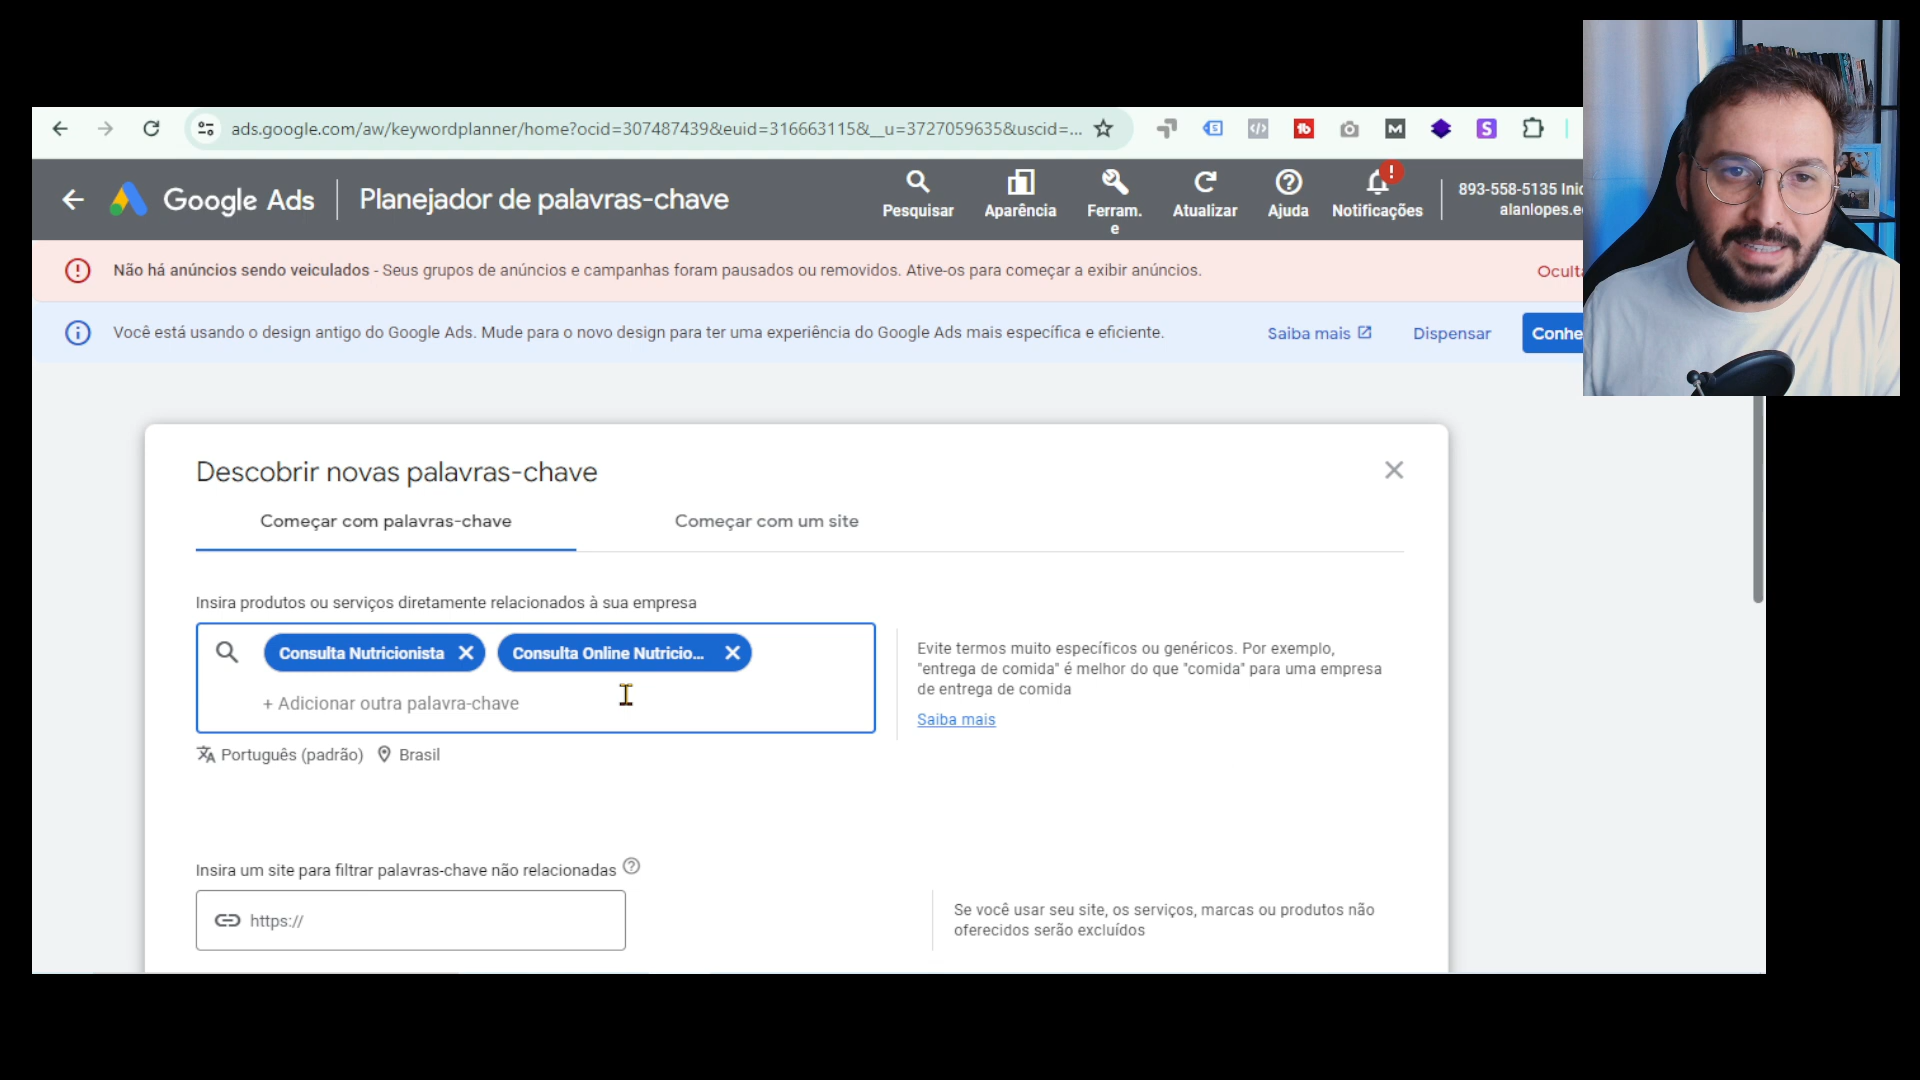 ads.google.com/aw/keywordplanner/home?ocid=307487439&euid=316663115&__u=3727059635&uscid=...
Google Ads
Planejador de palavras-chave
Pesquisar
Aparência
Ferram. e
Atualizar
Ajuda
Notificações
893-558-5135 Inic
alanlopes.e
Não há anúncios sendo veiculados - Seus grupos de anúncios e campanhas foram pausados ou removidos. Ative-os para começar a exibir anúncios.
Oculta
Você está usando o design antigo do Google Ads. Mude para o novo design para ter uma experiência do Google Ads mais específica e eficiente.
Saiba mais
Dispensar
Conhe
Descobrir novas palavras-chave
Começar com palavras-chave
Começar com um site
Insira produtos ou serviços diretamente relacionados à sua empresa
Consulta Nutricionista
Consulta Online Nutricio...
+ Adicionar outra palavra-chave
Evite termos muito específicos ou genéricos. Por exemplo,
"entrega de comida" é melhor do que "comida" para uma empresa
de entrega de comida
Saiba mais
Português (padrão)
Brasil
Insira um site para filtrar palavras-chave não relacionadas
https://
Se você usar seu site, os serviços, marcas ou produtos não
oferecidos serão excluídos